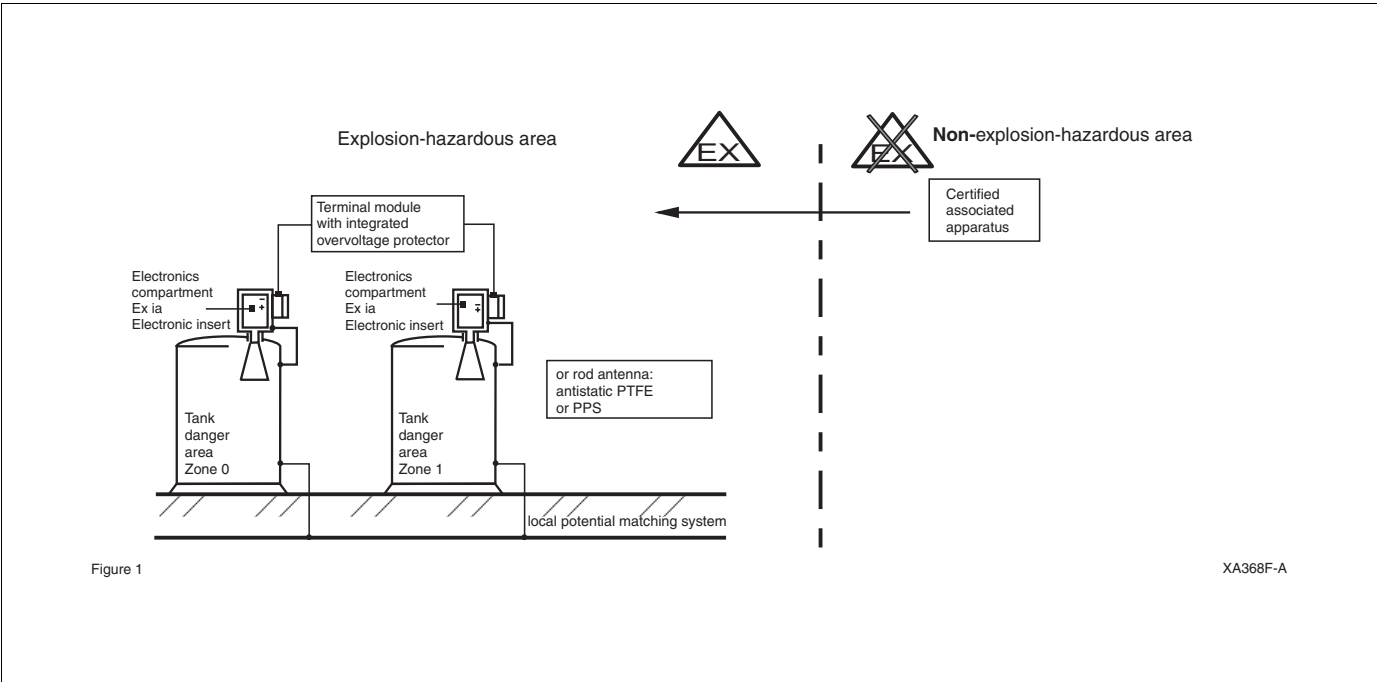 Explosion-hazardous area
EX
EX
Non-explosion-hazardous area
Certified
associated
apparatus
Terminal module
with integrated
overvoltage protector
Electronics
compartment
Ex ia
Electronic insert
- 
+
Electronics
compartment
Ex ia
Electronic insert
-
+
or rod antenna:
antistatic PTFE
or PPS
Tank
danger
area
Zone 0
Tank
danger
area
Zone 1
local potential matching system
Figure 1
XA368F-A